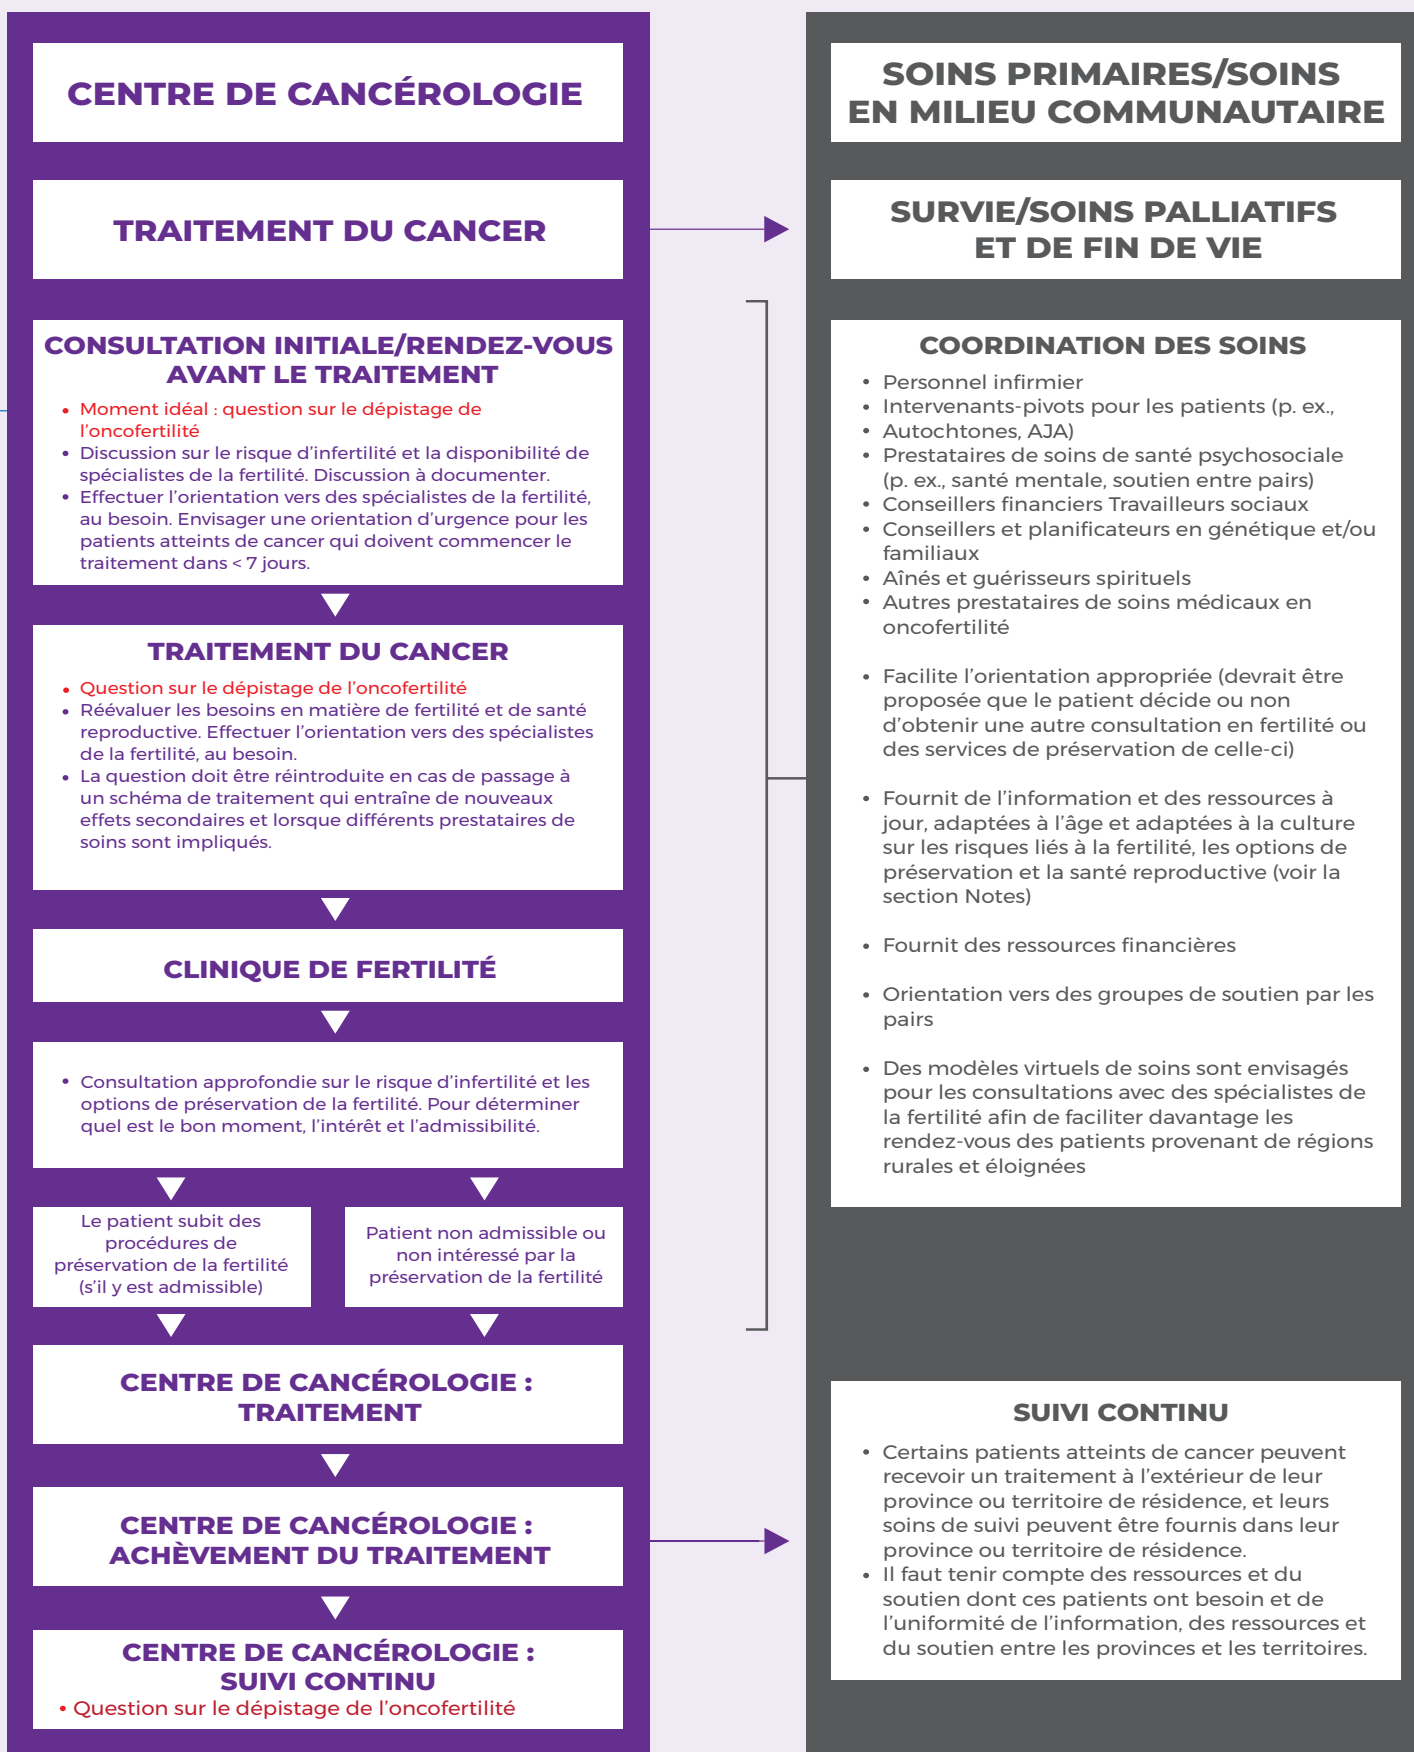 CENTRE DE CANCÉROLOGIE
TRAITEMENT DU CANCER
CONSULTATION INITIALE/RENDEZ-VOUS
AVANT LE TRAITEMENT
• Moment idéal : question sur le dépistage de
l'oncofertilité
• Discussion sur le risque d'infertilité et la disponibilité de
spécialistes de la fertilité. Discussion à documenter.
• Effectuer l'orientation vers des spécialistes de la fertilité,
au besoin. Envisager une orientation d'urgence pour les
patients atteints de cancer qui doivent commencer le
traitement dans < 7 jours.
TRAITEMENT DU CANCER
• Question sur le dépistage de l'oncofertilité
• Réévaluer les besoins en matière de fertilité et de santé
reproductive. Effectuer l'orientation vers des spécialistes
de la fertilité, au besoin.
• La question doit être réintroduite en cas de passage à
un schéma de traitement qui entraîne de nouveaux
effets secondaires et lorsque différents prestataires de
soins sont impliqués.
CLINIQUE DE FERTILITÉ
• Consultation approfondie sur le risque d'infertilité et les
options de préservation de la fertilité. Pour déterminer
quel est le bon moment, l'intérêt et l'admissibilité.
Le patient subit des
procédures de
préservation de la fertilité
(s'il y est admissible)
Patient non admissible ou
non intéressé par la
préservation de la fertilité
CENTRE DE CANCÉROLOGIE :
TRAITEMENT
CENTRE DE CANCÉROLOGIE :
ACHÈVEMENT DU TRAITEMENT
CENTRE DE CANCÉROLOGIE :
SUIVI CONTINU
• Question sur le dépistage de l'oncofertilité
SOINS PRIMAIRES/SOINS
EN MILIEU COMMUNAUTAIRE
SURVIE/SOINS PALLIATIFS
ET DE FIN DE VIE
COORDINATION DES SOINS
• Personnel infirmier
• Intervenants-pivots pour les patients (p. ex.,
• Autochtones, AJA)
• Prestataires de soins de santé psychosociale
(p. ex., santé mentale, soutien entre pairs)
• Conseillers financiers Travailleurs sociaux
• Conseillers et planificateurs en génétique et/ou
familiaux
• Aînés et guérisseurs spirituels
• Autres prestataires de soins médicaux en
oncofertilité
• Facilite l'orientation appropriée (devrait être
proposée que le patient décide ou non
d'obtenir une autre consultation en fertilité ou
des services de préservation de celle-ci)
• Fournit de l'information et des ressources à
jour, adaptées à l'âge et adaptées à la culture
sur les risques liés à la fertilité, les options de
préservation et la santé reproductive (voir la
section Notes)
• Fournit des ressources financières
• Orientation vers des groupes de soutien par les
pairs
• Des modèles virtuels de soins sont envisagés
pour les consultations avec des spécialistes de
la fertilité afin de faciliter davantage les
rendez-vous des patients provenant de régions
rurales et éloignées
SUIVI CONTINU
• Certains patients atteints de cancer peuvent
recevoir un traitement à l'extérieur de leur
province ou territoire de résidence, et leurs
soins de suivi peuvent être fournis dans leur
province ou territoire de résidence.
• Il faut tenir compte des ressources et du
soutien dont ces patients ont besoin et de
l'uniformité de l'information, des ressources et
du soutien entre les provinces et les territoires.